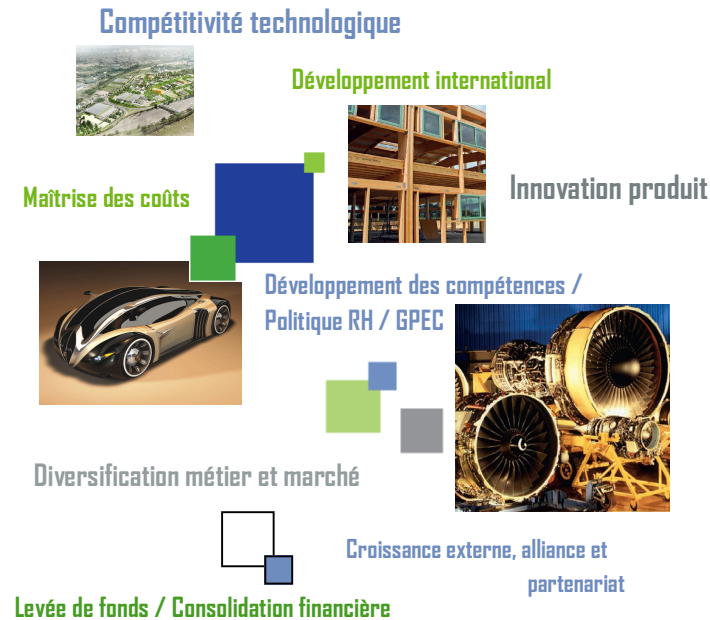 Compétitivité technologique
Développement international
Maîtrise des coûts
Innovation produit
Développement des compétences /
Politique RH / GPEC
Diversification métier et marché
Croissance externe, alliance et
partenariat
Levée de fonds / Consolidation financière